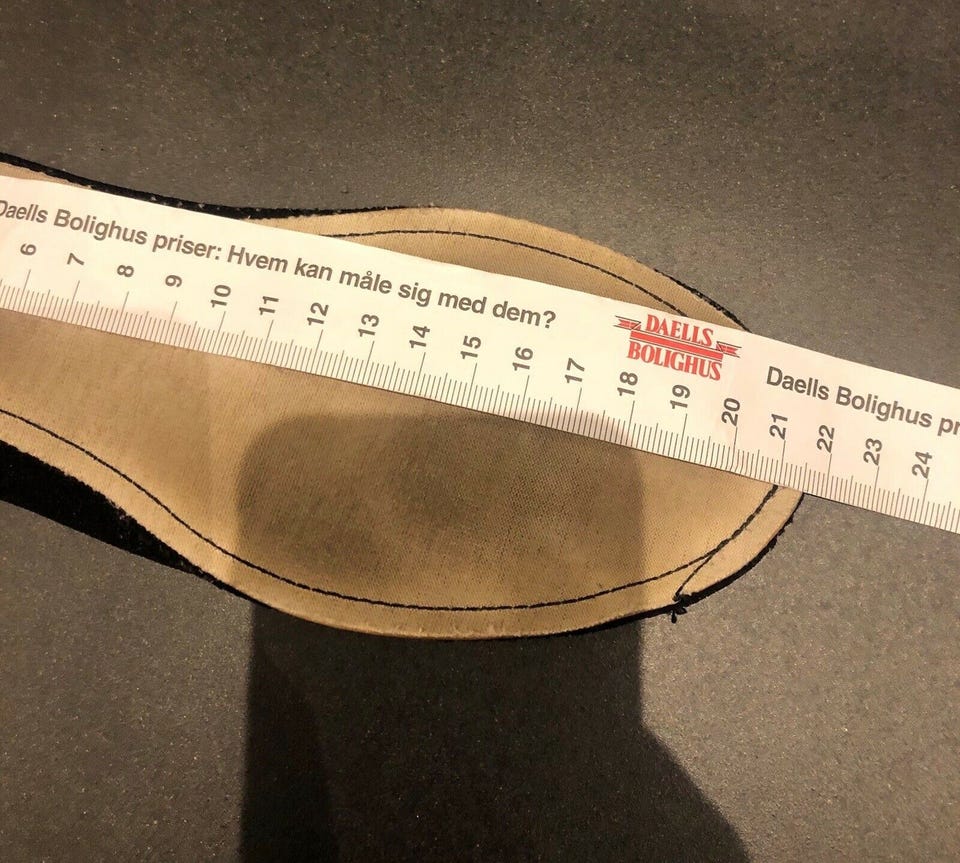 Daells Bolighus priser: Hvem kan måle sig med dem?
DAELLS
BOLIGHUS
Daells Bolighus pr
6 7 8 9 10 11 12 13 14 15 16 17 18 19 20 21 22 23 24